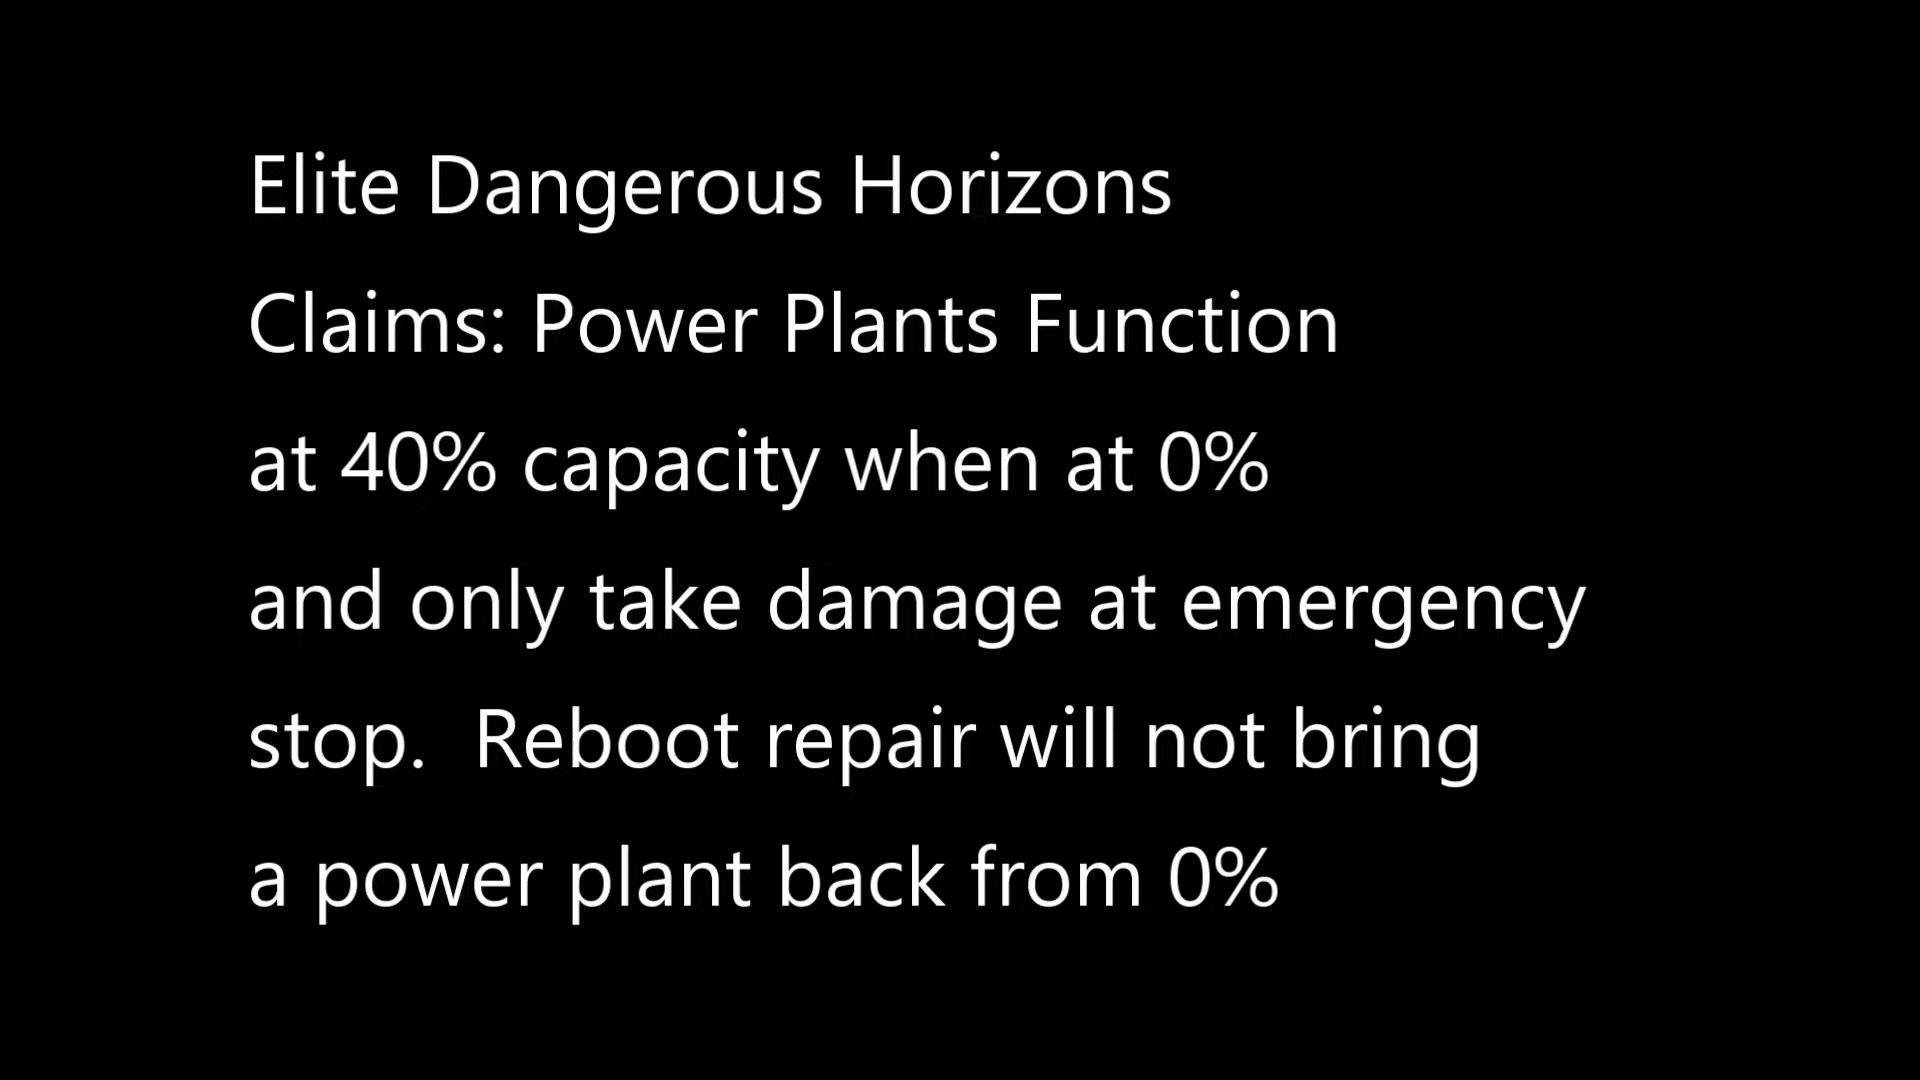 Elite Dangerous Horizons
Claims: Power Plants Function
at 40% capacity when at 0%
and only take damage at emergency
stop.  Reboot repair will not bring
a power plant back from 0%